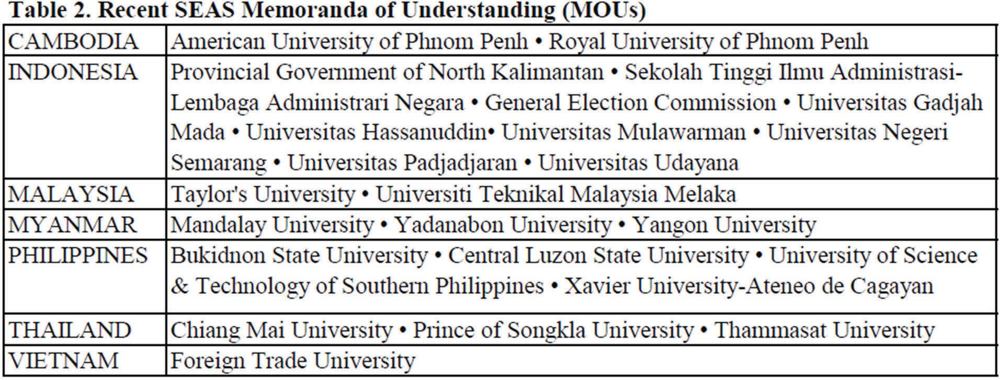 Table 2. Recent SEAS Memoranda of Understanding (MOUs)
CAMBODIA American University of Phnom Penh • Royal University of Phnom Penh
INDONESIA Provincial Government of North Kalimantan • Sekolah Tinggi Ilmu Administrasi-
Lembaga Administrari Negara • General Election Commission • Universitas Gadjah
Mada • Universitas Hassanuddin• Universitas Mulawarman • Universitas Negeri
Semarang • Universitas Padjadjaran • Universitas Udayana
MALAYSIA Taylor's University • Universiti Teknikal Malaysia Melaka
MYANMAR Mandalay University • Yadanabon University • Yangon University
PHILIPPINES Bukidnon State University • Central Luzon State University • University of Science
& Technology of Southern Philippines • Xavier University-Ateneo de Cagayan
THAILAND Chiang Mai University • Prince of Songkla University • Thammasat University
VIETNAM Foreign Trade University